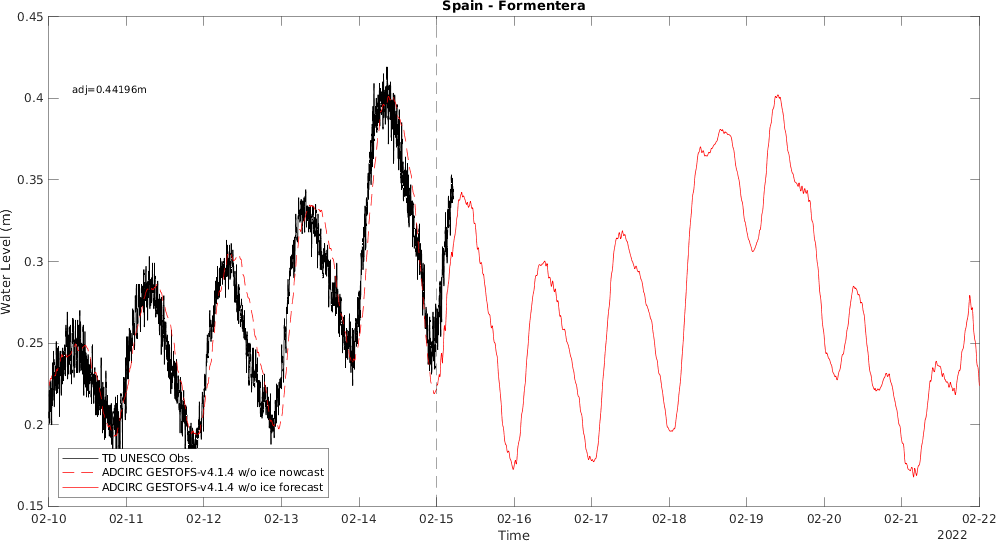 Spain - Formentera
0.45
0.4
0.35
0.3
0.25
0.2
0.15
Water Level (m)
adj=0.44196m
TD UNESCO Obs.
ADCIRC GESTOFS-v4.1.4 w/o ice nowcast
ADCIRC GESTOFS-v4.1.4 w/o ice forecast
02-10 02-11 02-12 02-13 02-14 02-15 02-16 02-17 02-18 02-19 02-20 02-21 02-22
Time
2022